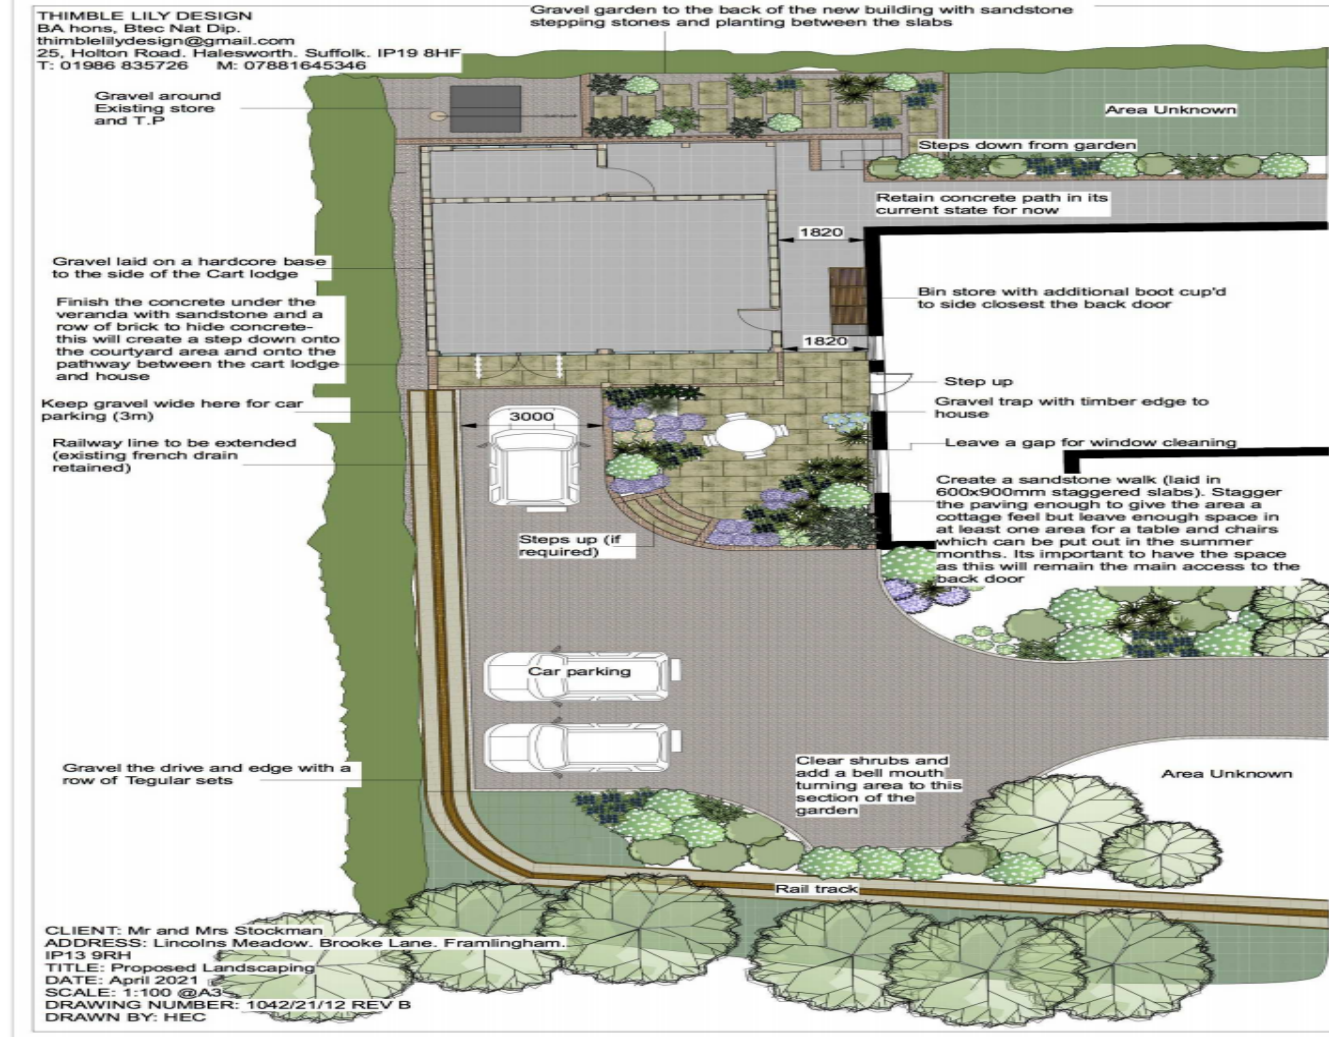 THIMBLE LILY DESIGN
BA hons, Btec Nat Dip.
thimblelilydesign@gmail.com
25, Holton Road. Halesworth. Suffolk. IP19 8HF
T: 01986 835726 M: 07881645346
Gravel garden to the back of the new building with sandstone
stepping stones and planting between the slabs
Gravel around
Existing store
and T.P
Area Unknown
Steps down from garden
Retain concrete path in its
current state for now
1820
Gravel laid on a hardcore base
to the side of the Cart lodge
Bin store with additional boot cup'd
to side closest the back door
Finish the concrete under the
veranda with sandstone and a
row of brick to hide concrete-
this will create a step down onto
the courtyard area and onto the
pathway between the cart lodge
and house
1820
Step up
Gravel trap with timber edge to
house
Keep gravel wide here for car
parking (3m)
3000
Leave a gap for window cleaning
Railway line to be extended
(existing french drain
retained)
Create a sandstone walk (laid in
600x900mm staggered slabs). Stagger
the paving enough to give the area a
cottage feel but leave enough space in
at least one area for a table and chairs
which can be put out in the summer
months. Its important to have the space
as this will remain the main access to the
back door
Steps up (if
required)
Car parking
Gravel the drive and edge with a
row of Tegular sets
Clear shrubs and
add a bell mouth
turning area to this
section of the
garden
Area Unknown
Rail track
CLIENT: Mr and Mrs Stockman
ADDRESS: Lincolns Meadow. Brooke Lane. Framlingham.
IP13 9RH
TITLE: Proposed Landscaping
DATE: April 2021
SCALE: 1:100 @A3
DRAWING NUMBER: 1042/21/12 REV B
DRAWN BY: HEC